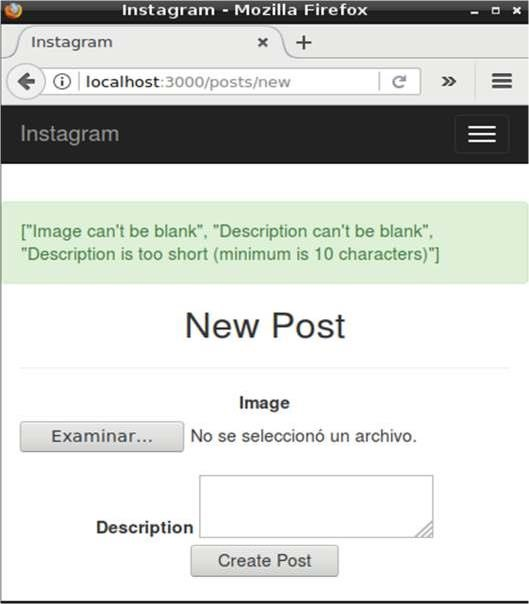 Instagram - Mozilla Firefox
Instagram
localhost:3000/posts/new
Instagram
["Image can't be blank", "Description can't be blank",
"Description is too short (minimum is 10 characters)"]
New Post
Image
Examinar... No se seleccionó un archivo.
Description
Create Post